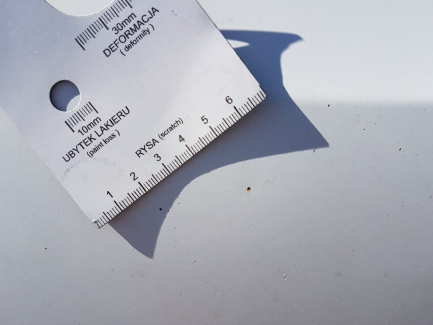 30mm
DEFORMACJA
( deformity )
10mm
UBYTEK LAKIERU
(paint loss )
RYSA (scratch)
1 2 3 4 5 6